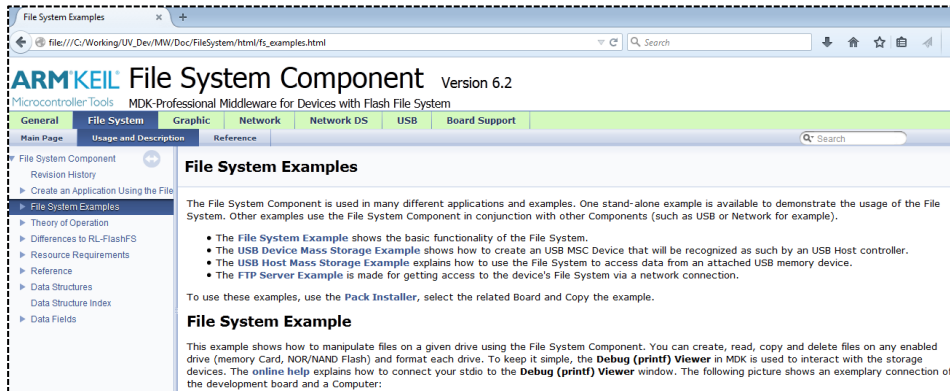 File System Examples
file:///C:/Working/UV_Dev/MW/Doc/FileSystem/html/fs_examples.html
Search
ARM KEIL
Microcontroller Tools
File System Component Version 6.2
MDK-Professional Middleware for Devices with Flash File System
General File System Graphic Network Network DS USB Board Support
Main Page Usage and Description Reference
Search
File System Component
Revision History
Create an Application Using the File
File System Examples
Theory of Operation
Differences to RL-FlashFS
Resource Requirements
Reference
Data Structures
Data Structure Index
Data Fields
File System Examples
The File System Component is used in many different applications and examples. One stand-alone example is available to demonstrate the usage of the File
System. Other examples use the File System Component in conjunction with other Components (such as USB or Network for example).
• The File System Example shows the basic functionality of the File System.
• The USB Device Mass Storage Example shows how to create an USB MSC Device that will be recognized as such by an USB Host controller.
• The USB Host Mass Storage Example explains how to use the File System to access data from an attached USB memory device.
• The FTP Server Example is made for getting access to the device's File System via a network connection.
To use these examples, use the Pack Installer, select the related Board and Copy the example.
File System Example
This example shows how to manipulate files on a given drive using the File System Component. You can create, read, copy and delete files on any enabled
drive (memory Card, NOR/NAND Flash) and format each drive. To keep it simple, the Debug (printf) Viewer in MDK is used to interact with the storage
devices. The online help explains how to connect your stdio to the Debug (printf) Viewer window. The following picture shows an exemplary connection of
the development board and a Computer: